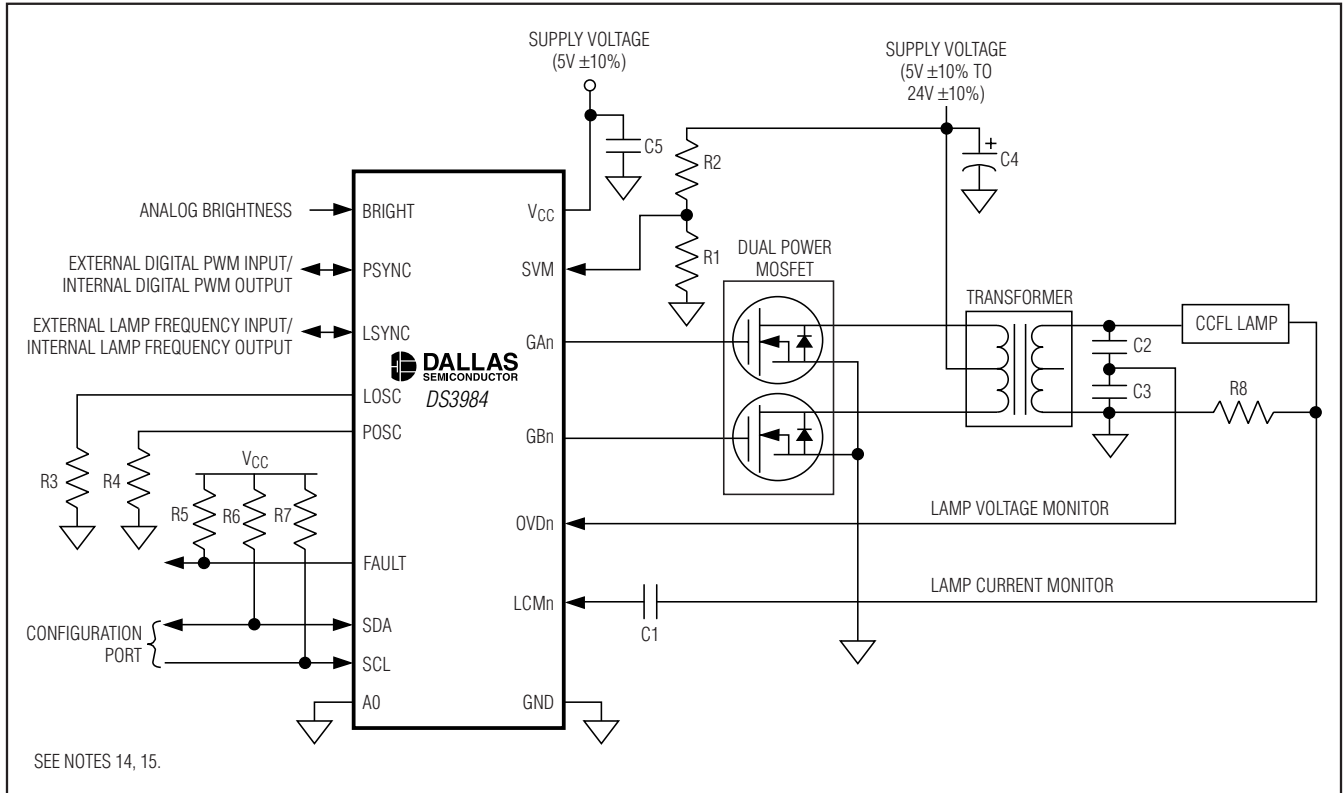 SUPPLY VOLTAGE
(5V ±10%)
SUPPLY VOLTAGE
(5V ±10% TO
24V ±10%)
C5
R2
+
C4
ANALOG BRIGHTNESS
BRIGHT
VCC
R1
DUAL POWER
MOSFET
EXTERNAL DIGITAL PWM INPUT/
INTERNAL DIGITAL PWM OUTPUT
PSYNC
SVM
TRANSFORMER
EXTERNAL LAMP FREQUENCY INPUT/
INTERNAL LAMP FREQUENCY OUTPUT
LSYNC
GAn
CCFL LAMP
C2
DALLAS
SEMICONDUCTOR
DS3984
C3
R8
LOSC
POSC
GBn
R3
R4
VCC
R5
R6
R7
OVDn
LAMP VOLTAGE MONITOR
FAULT
LCMn
C1
LAMP CURRENT MONITOR
CONFIGURATION
PORT
SDA
SCL
A0
GND
SEE NOTES 14, 15.